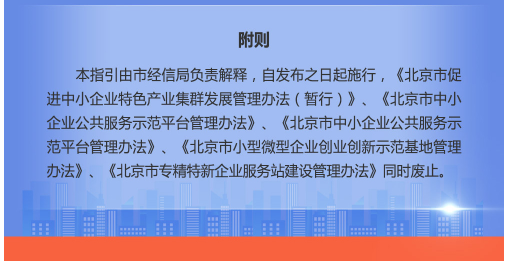 附则
本指引由市经信局负责解释，自发布之日起施行，《北京市促
进中小企业特色产业集群发展管理办法（暂行）》、《北京市中小
企业公共服务示范平台管理办法》、《北京市中小企业公共服务示
范平台管理办法》、《北京市小型微型企业创业创新示范基地管理
办法》、《北京市专精特新企业服务站建设管理办法》同时废止。